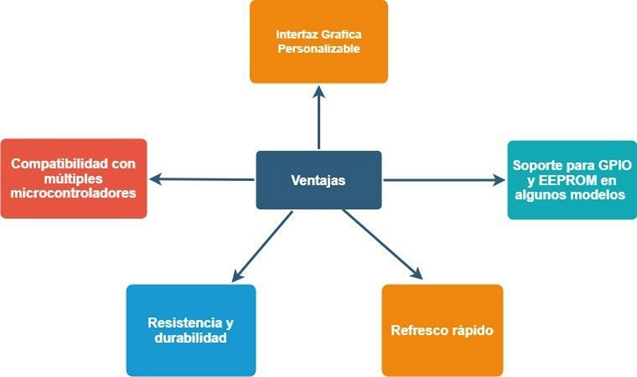 Interfaz Grafica
Personalizable
Compatibilidad con
múltiples
microcontroladores
Ventajas
Soporte para GPIO
y EEPROM en
algunos modelos
Resistencia y
durabilidad
Refresco rápido